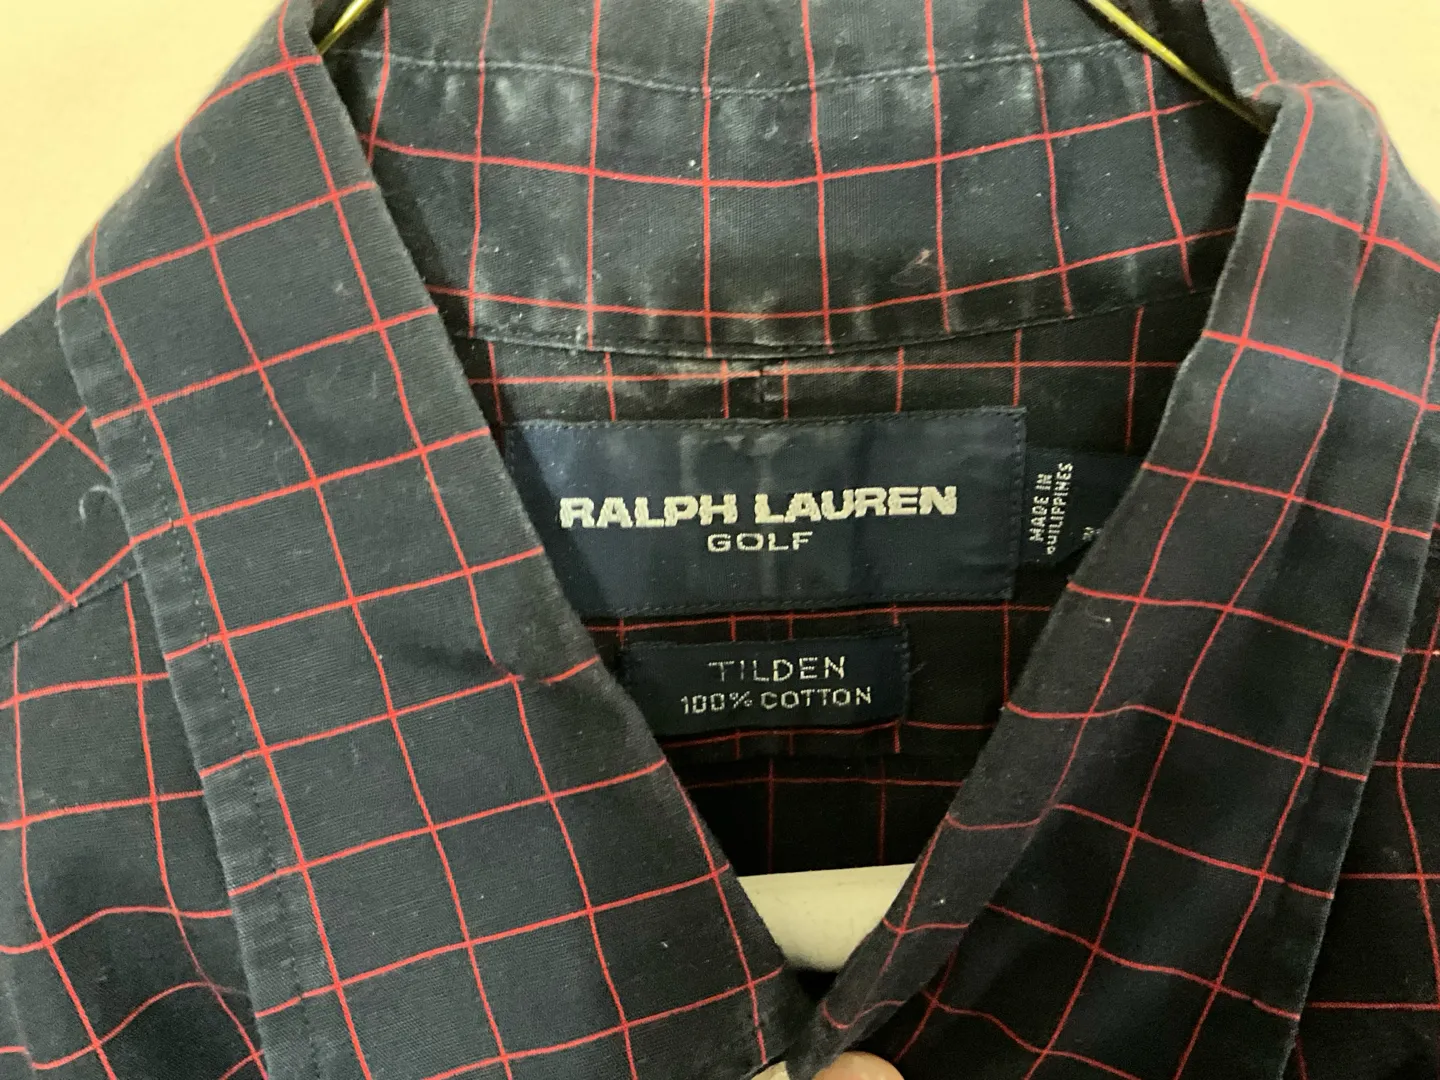 RALPH LAUREN
GOLF
MADE IN
PHILIPPINES
TILDEN
100% COTTON